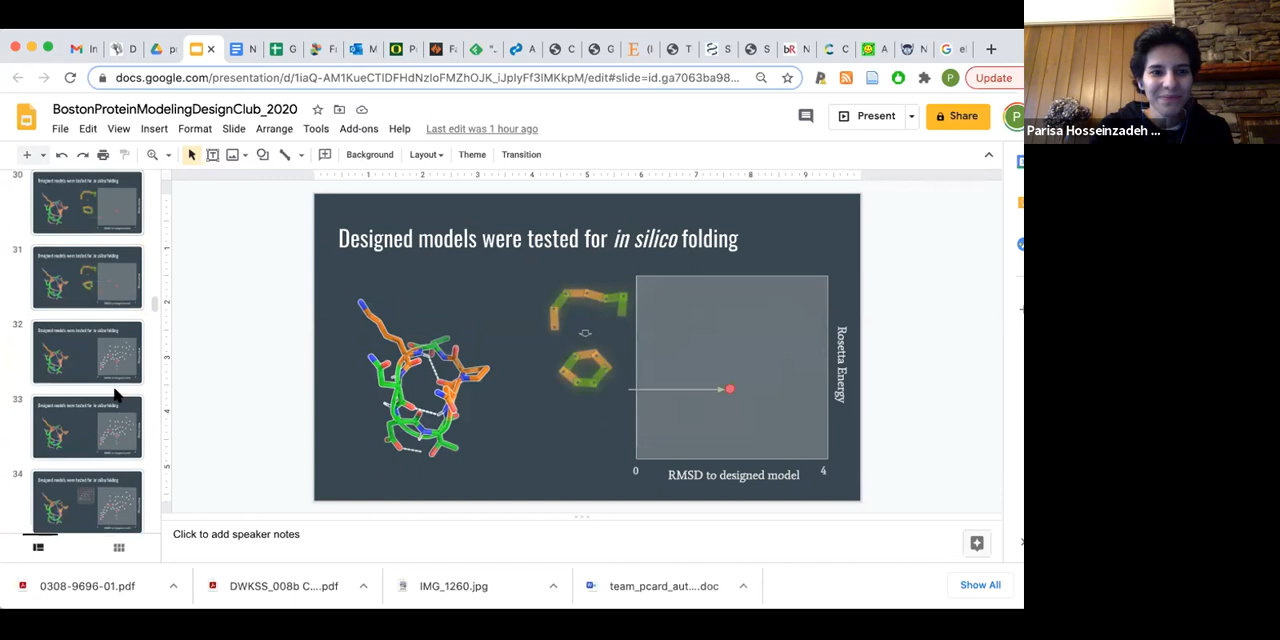 docs.google.com/presentation/d/1iaQ-AM1KueCTlDFHdNzloFMZhOJK_iJplyFf3lMKkpM/edit#slide=id.ga7063ba98...
Update
BostonProteinModelingDesignClub_2020
File Edit View Insert Format Slide Arrange Tools Add-ons Help Last edit was 1 hour ago
Present
Share
Background Layout Theme Transition
Parisa Hosseinzadeh ...
30
31
32
33
34
Designed models were tested for in silico folding
Rosetta Energy
0 RMSD to designed model 4
Click to add speaker notes
0308-9696-01.pdf
DWKSS_008b C....pdf
IMG_1260.jpg
team_pcard_aut....doc
Show All